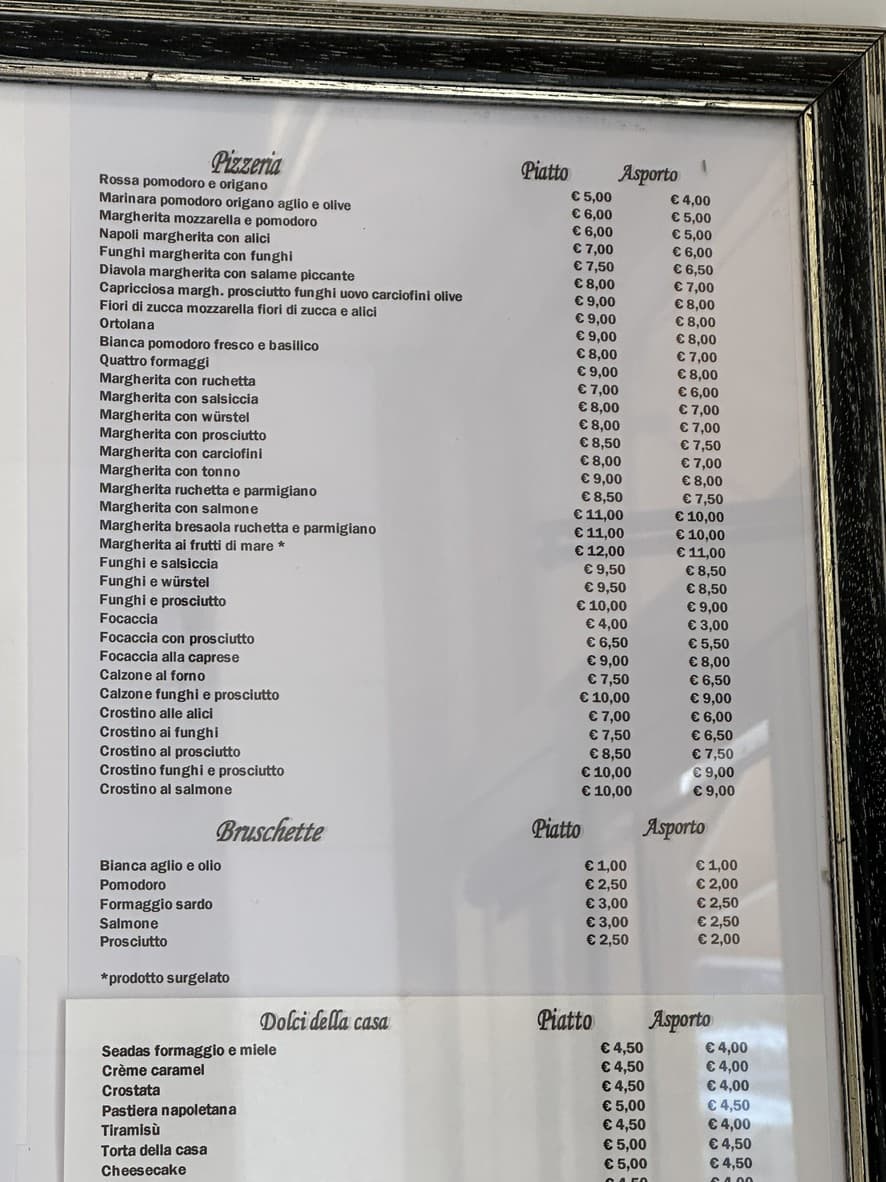 Pizzeria Piatto Asporto
Rossa pomodoro e origano € 5,00 € 4,00
Marinara pomodoro origano aglio e olive € 6,00 € 5,00
Margherita mozzarella e pomodoro € 6,00 € 5,00
Napoli margherita con alici € 7,00 € 6,00
Funghi margherita con funghi € 7,50 € 6,50
Diavola margherita con salame piccante € 8,00 € 7,00
Capricciosa margh. prosciutto funghi uovo carciofini olive € 9,00 € 8,00
Fiori di zucca mozzarella fiori di zucca e alici € 9,00 € 8,00
Ortolana € 9,00 € 8,00
Bianca pomodoro fresco e basilico € 8,00 € 7,00
Quattro formaggi € 9,00 € 8,00
Margherita con ruchetta € 7,00 € 6,00
Margherita con salsiccia € 8,00 € 7,00
Margherita con würstel € 8,00 € 7,00
Margherita con prosciutto € 8,50 € 7,50
Margherita con carciofini € 8,00 € 7,00
Margherita con tonno € 9,00 € 8,00
Margherita ruchetta e parmigiano € 8,50 € 7,50
Margherita con salmone € 11,00 € 10,00
Margherita bresaola ruchetta e parmigiano € 11,00 € 10,00
Margherita ai frutti di mare * € 12,00 € 11,00
Funghi e salsiccia € 9,50 € 8,50
Funghi e würstel € 9,50 € 8,50
Funghi e prosciutto € 10,00 € 9,00
Focaccia € 4,00 € 3,00
Focaccia con prosciutto € 6,50 € 5,50
Focaccia alla caprese € 9,00 € 8,00
Calzone al forno € 7,50 € 6,50
Calzone funghi e prosciutto € 10,00 € 9,00
Crostino alle alici € 7,00 € 6,00
Crostino ai funghi € 7,50 € 6,50
Crostino al prosciutto € 8,50 € 7,50
Crostino funghi e prosciutto € 10,00 € 9,00
Crostino al salmone € 10,00 € 9,00
Bruschette Piatto Asporto
Bianca aglio e olio € 1,00 € 1,00
Pomodoro € 2,50 € 2,00
Formaggio sardo € 3,00 € 2,50
Salmone € 3,00 € 2,50
Prosciutto € 2,50 € 2,00
*prodotto surgelato
Dolci della casa Piatto Asporto
Seadas formaggio e miele € 4,50 € 4,00
Crème caramel € 4,50 € 4,00
Crostata € 4,50 € 4,00
Pastiera napoletana € 5,00 € 4,50
Tiramisù € 4,50 € 4,00
Torta della casa € 5,00 € 4,50
Cheesecake € 5,00 € 4,50